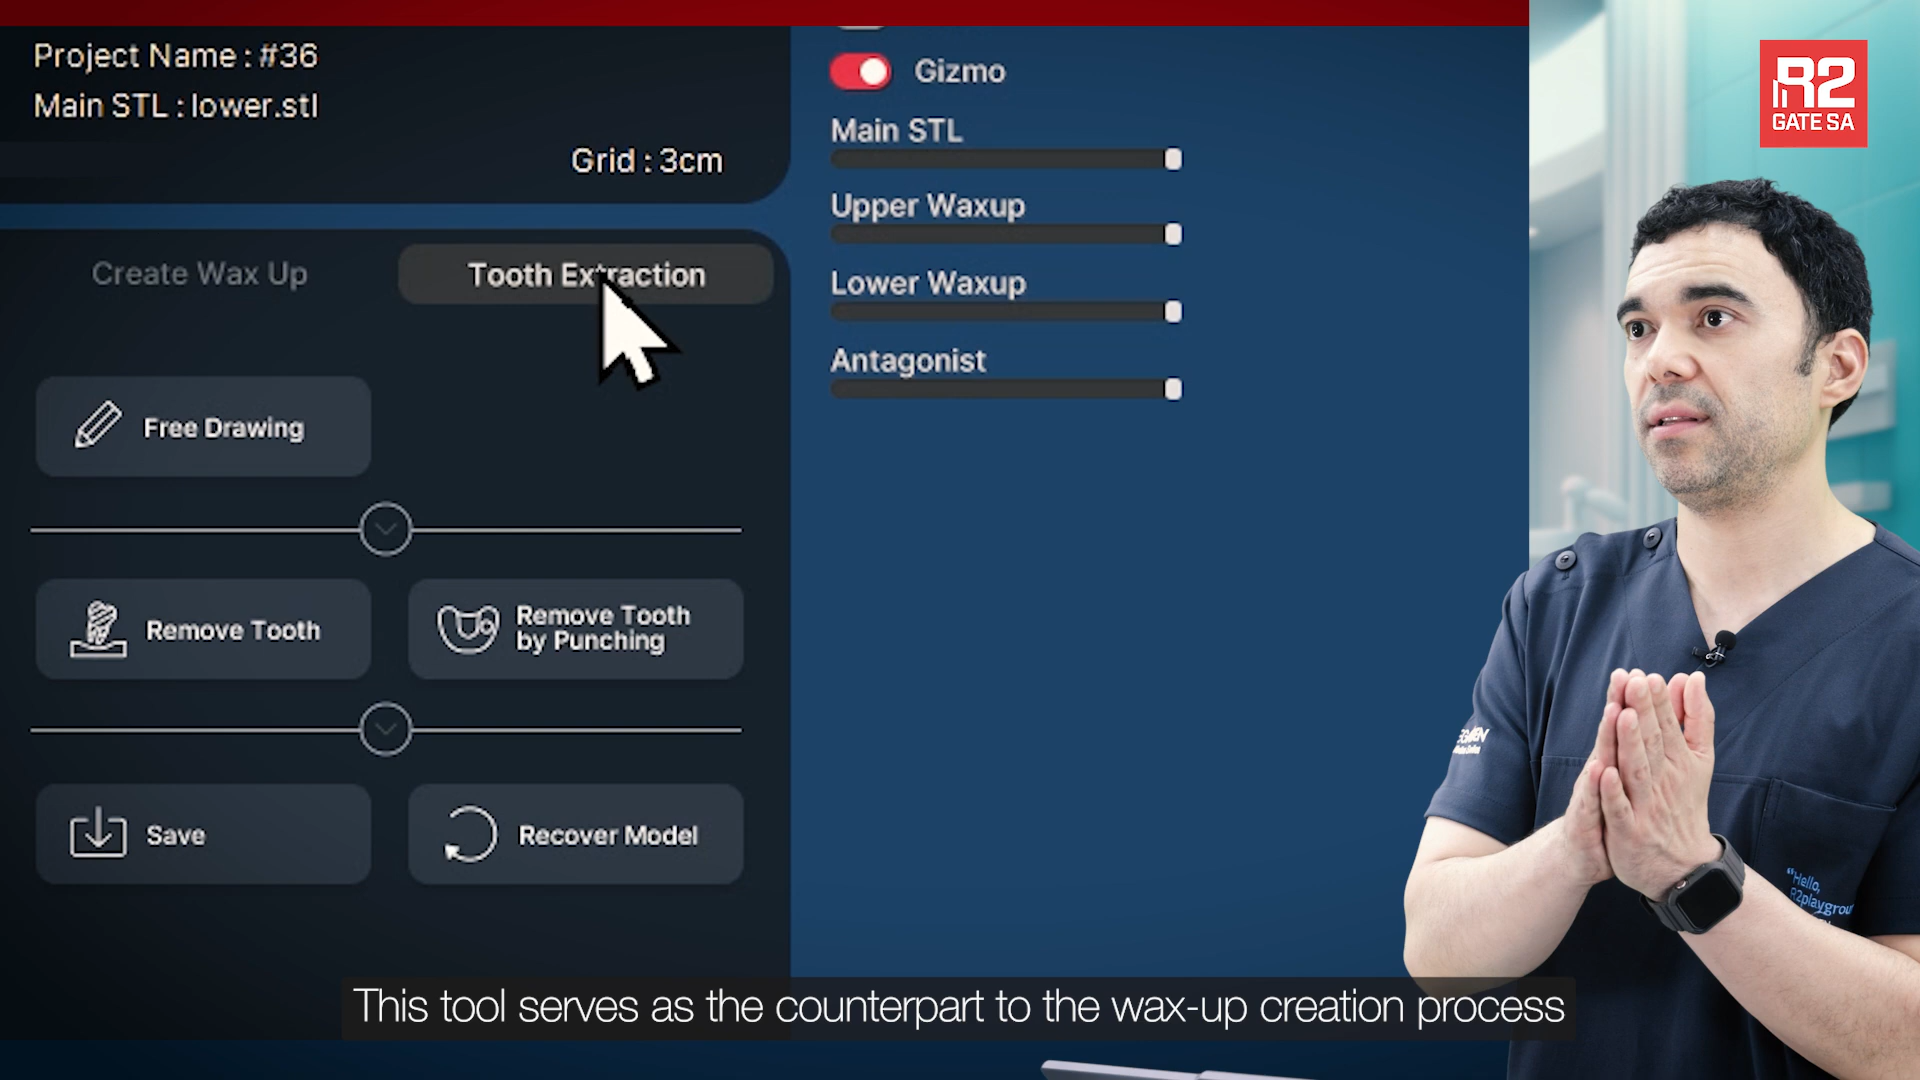 Project Name : #36
Main STL : lower.stl
Grid : 3cm
Create Wax Up
Tooth Extraction
Free Drawing
Remove Tooth
Remove Tooth
by Punching
Save
Recover Model
Gizmo
Main STL
Upper Waxup
Lower Waxup
Antagonist
R2
GATE SA
"Hello,
R2playgrou
This tool serves as the counterpart to the wax-up creation process